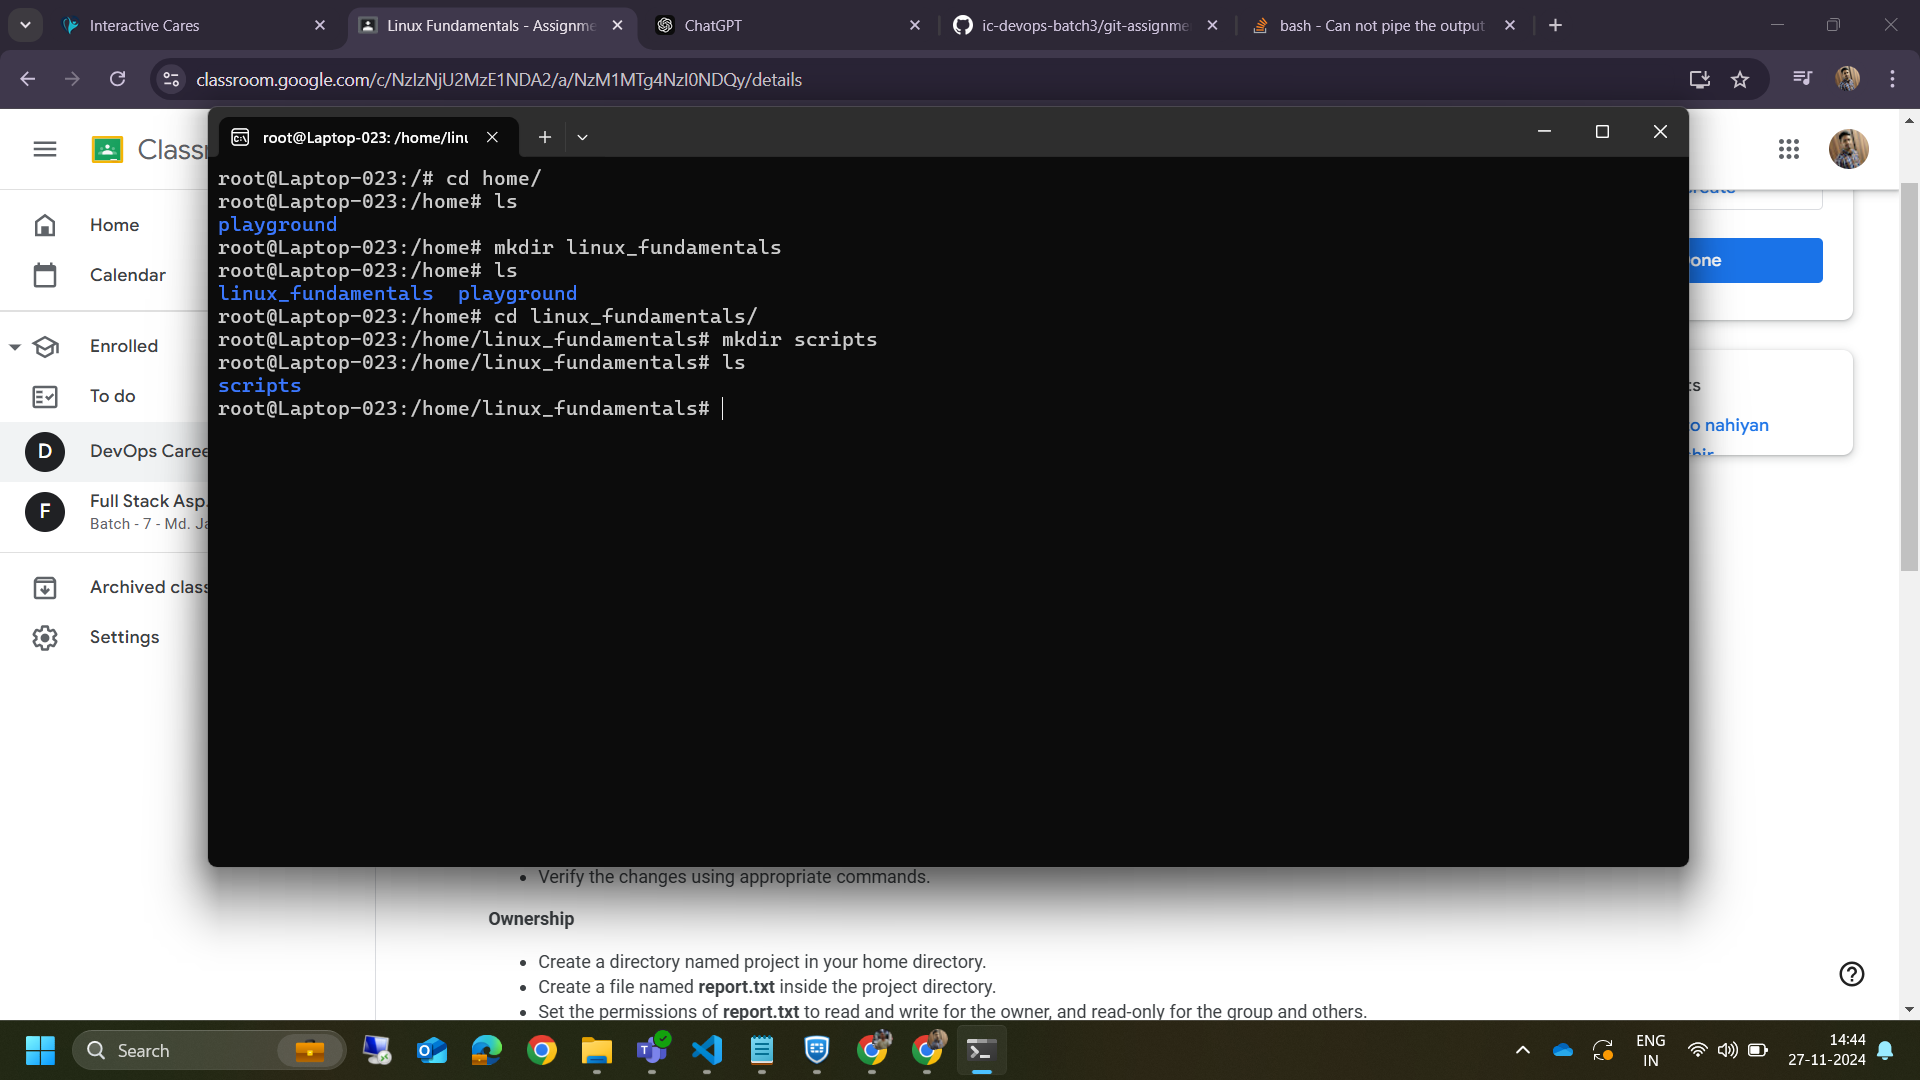 Interactive Cares
Linux Fundamentals - Assignme
ChatGPT
ic-devops-batch3/git-assignme
bash - Can not pipe the output
classroom.google.com/c/NzIzNjU2MzE1NDA2/a/NzM1MTg4NzI0NDQy/details
Classr
Home
Calendar
Enrolled
To do
D
DevOps Caree
F
Full Stack Asp.
Batch - 7 - Md. Ja
Archived class
Settings
root@Laptop-023: /home/linu
root@Laptop-023:/# cd home/
root@Laptop-023:/home# ls
playground
root@Laptop-023:/home# mkdir linux_fundamentals
root@Laptop-023:/home# ls
linux_fundamentals  playground
root@Laptop-023:/home# cd linux_fundamentals/
root@Laptop-023:/home/linux_fundamentals# mkdir scripts
root@Laptop-023:/home/linux_fundamentals# ls
scripts
root@Laptop-023:/home/linux_fundamentals#
one
ts
o nahiyan
• Verify the changes using appropriate commands.
Ownership
• Create a directory named project in your home directory.
• Create a file named report.txt inside the project directory.
• Set the permissions of report.txt to read and write for the owner, and read-only for the group and others.
Search
ENG
IN
14:44
27-11-2024